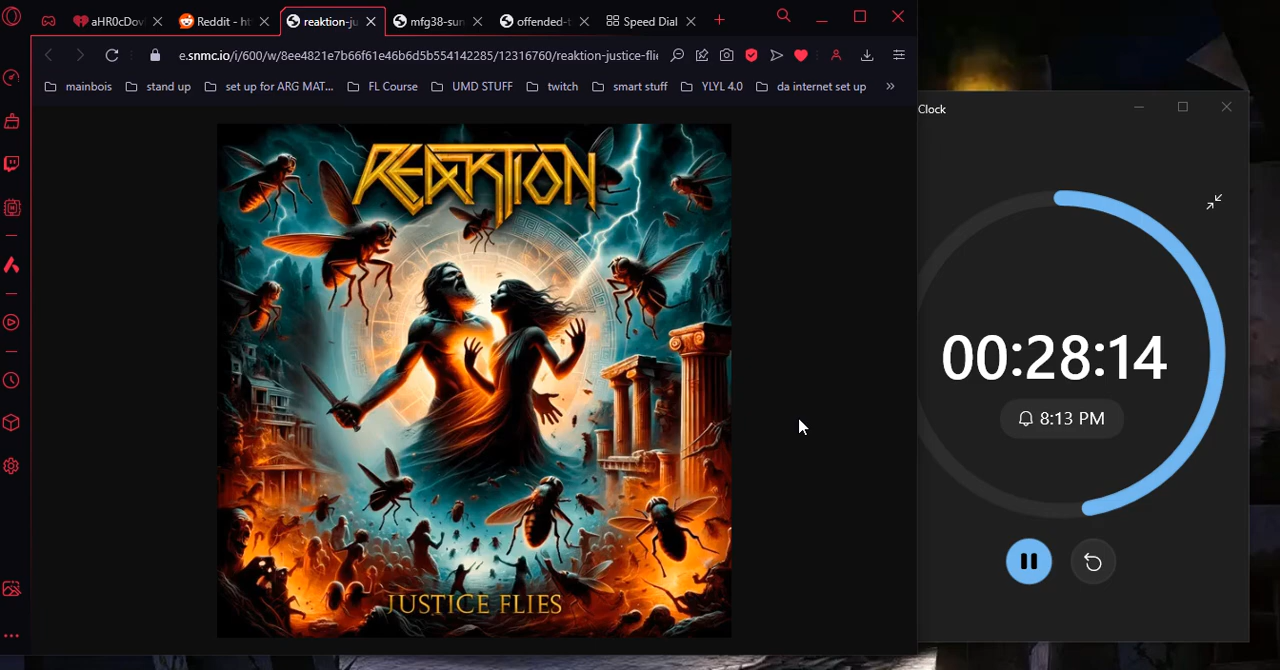 aHR0cDov
Reddit - ht
reaktion-ju
mfg38-sun
offended-t
Speed Dial
e.snmc.io/i/600/w/8ee4821e7b66f61e46b6d5b554142285/12316760/reaktion-justice-flie
mainbois
stand up
set up for ARG MAT...
FL Course
UMD STUFF
twitch
smart stuff
YLYL 4.0
da internet set up
»
REAKTION
JUSTICE FLIES
Clock
00:28:14
8:13 PM